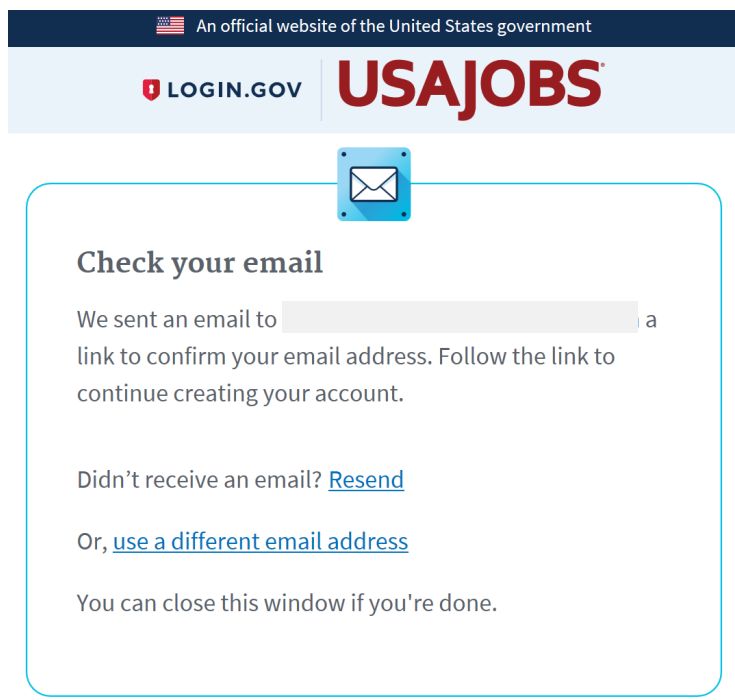 An official website of the United States government
LOGIN.GOV USAJOBS
Check your email
We sent an email to a
link to confirm your email address. Follow the link to
continue creating your account.
Didn’t receive an email? Resend
Or, use a different email address
You can close this window if you're done.